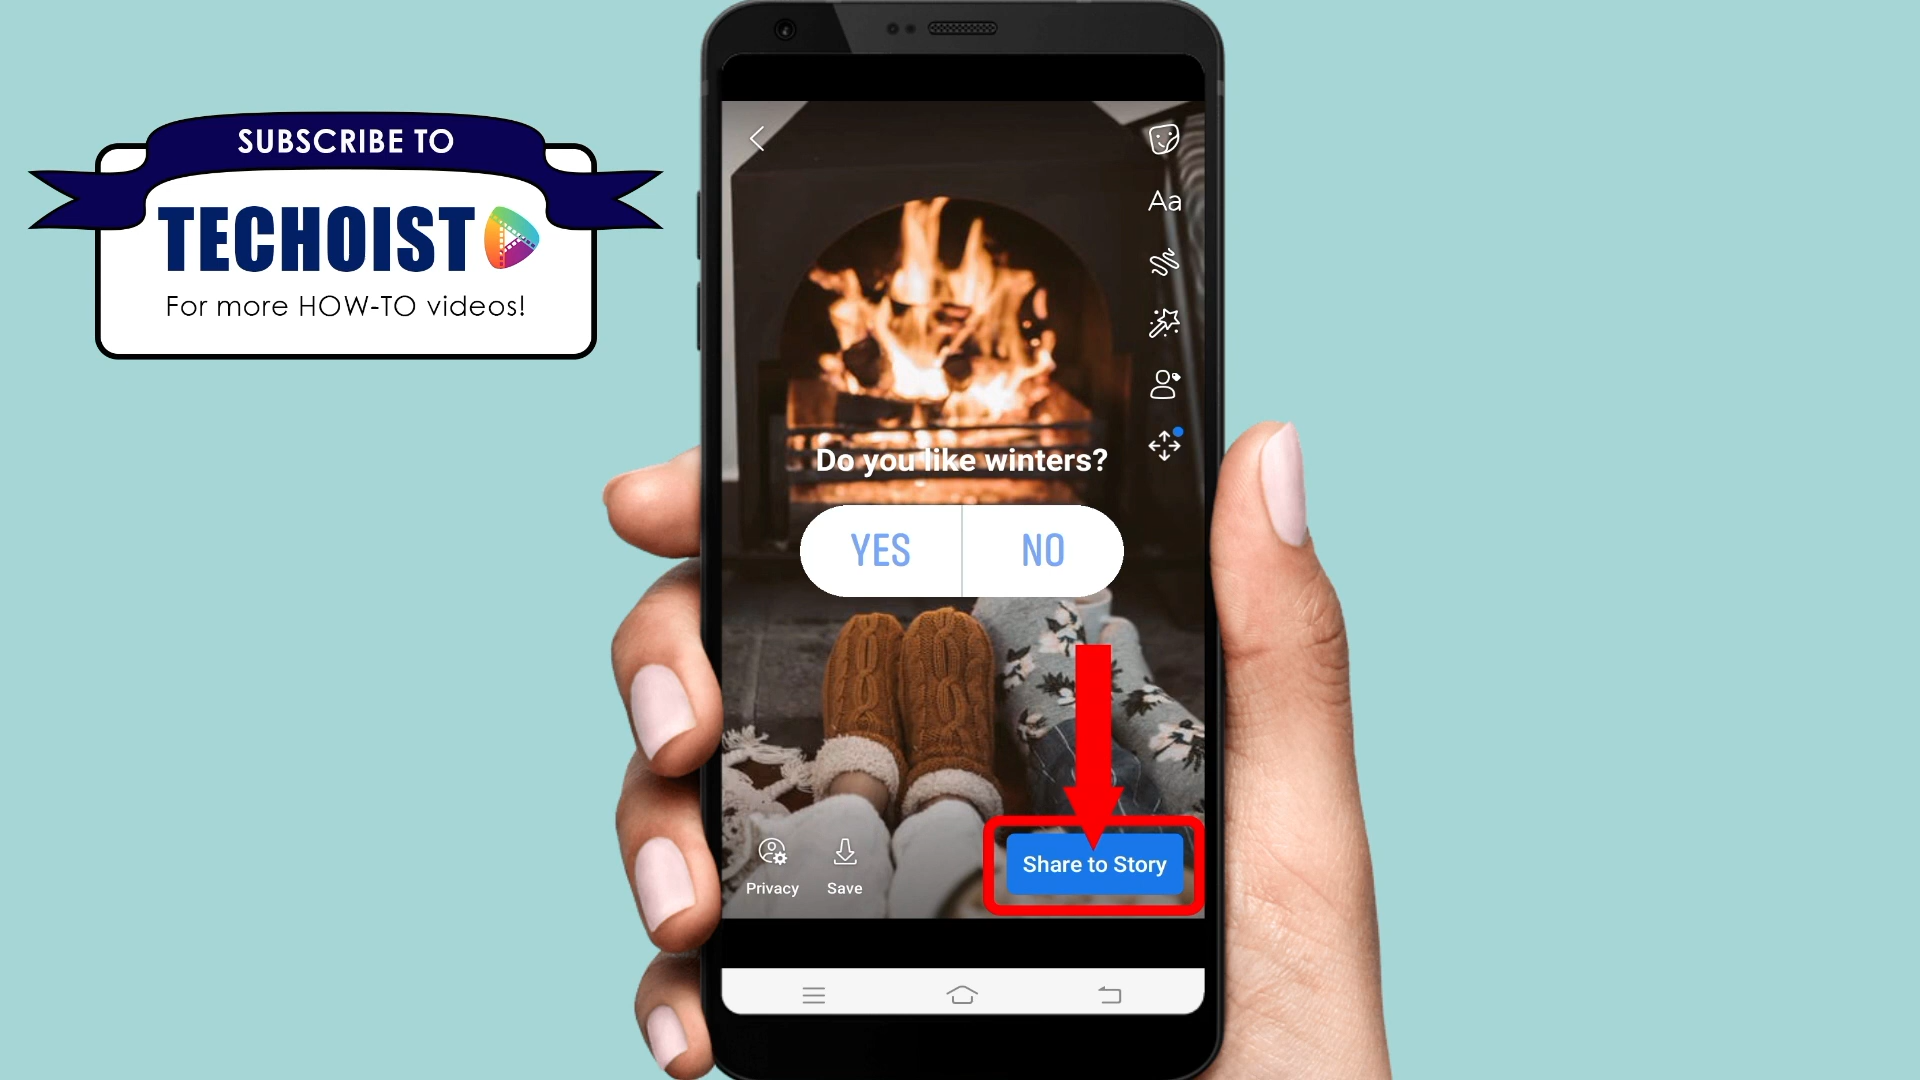 SUBSCRIBE TO
TECHOIST
For more HOW-TO videos!
Aa
Do you like winters?
YES NO
Share to Story
Privacy Save